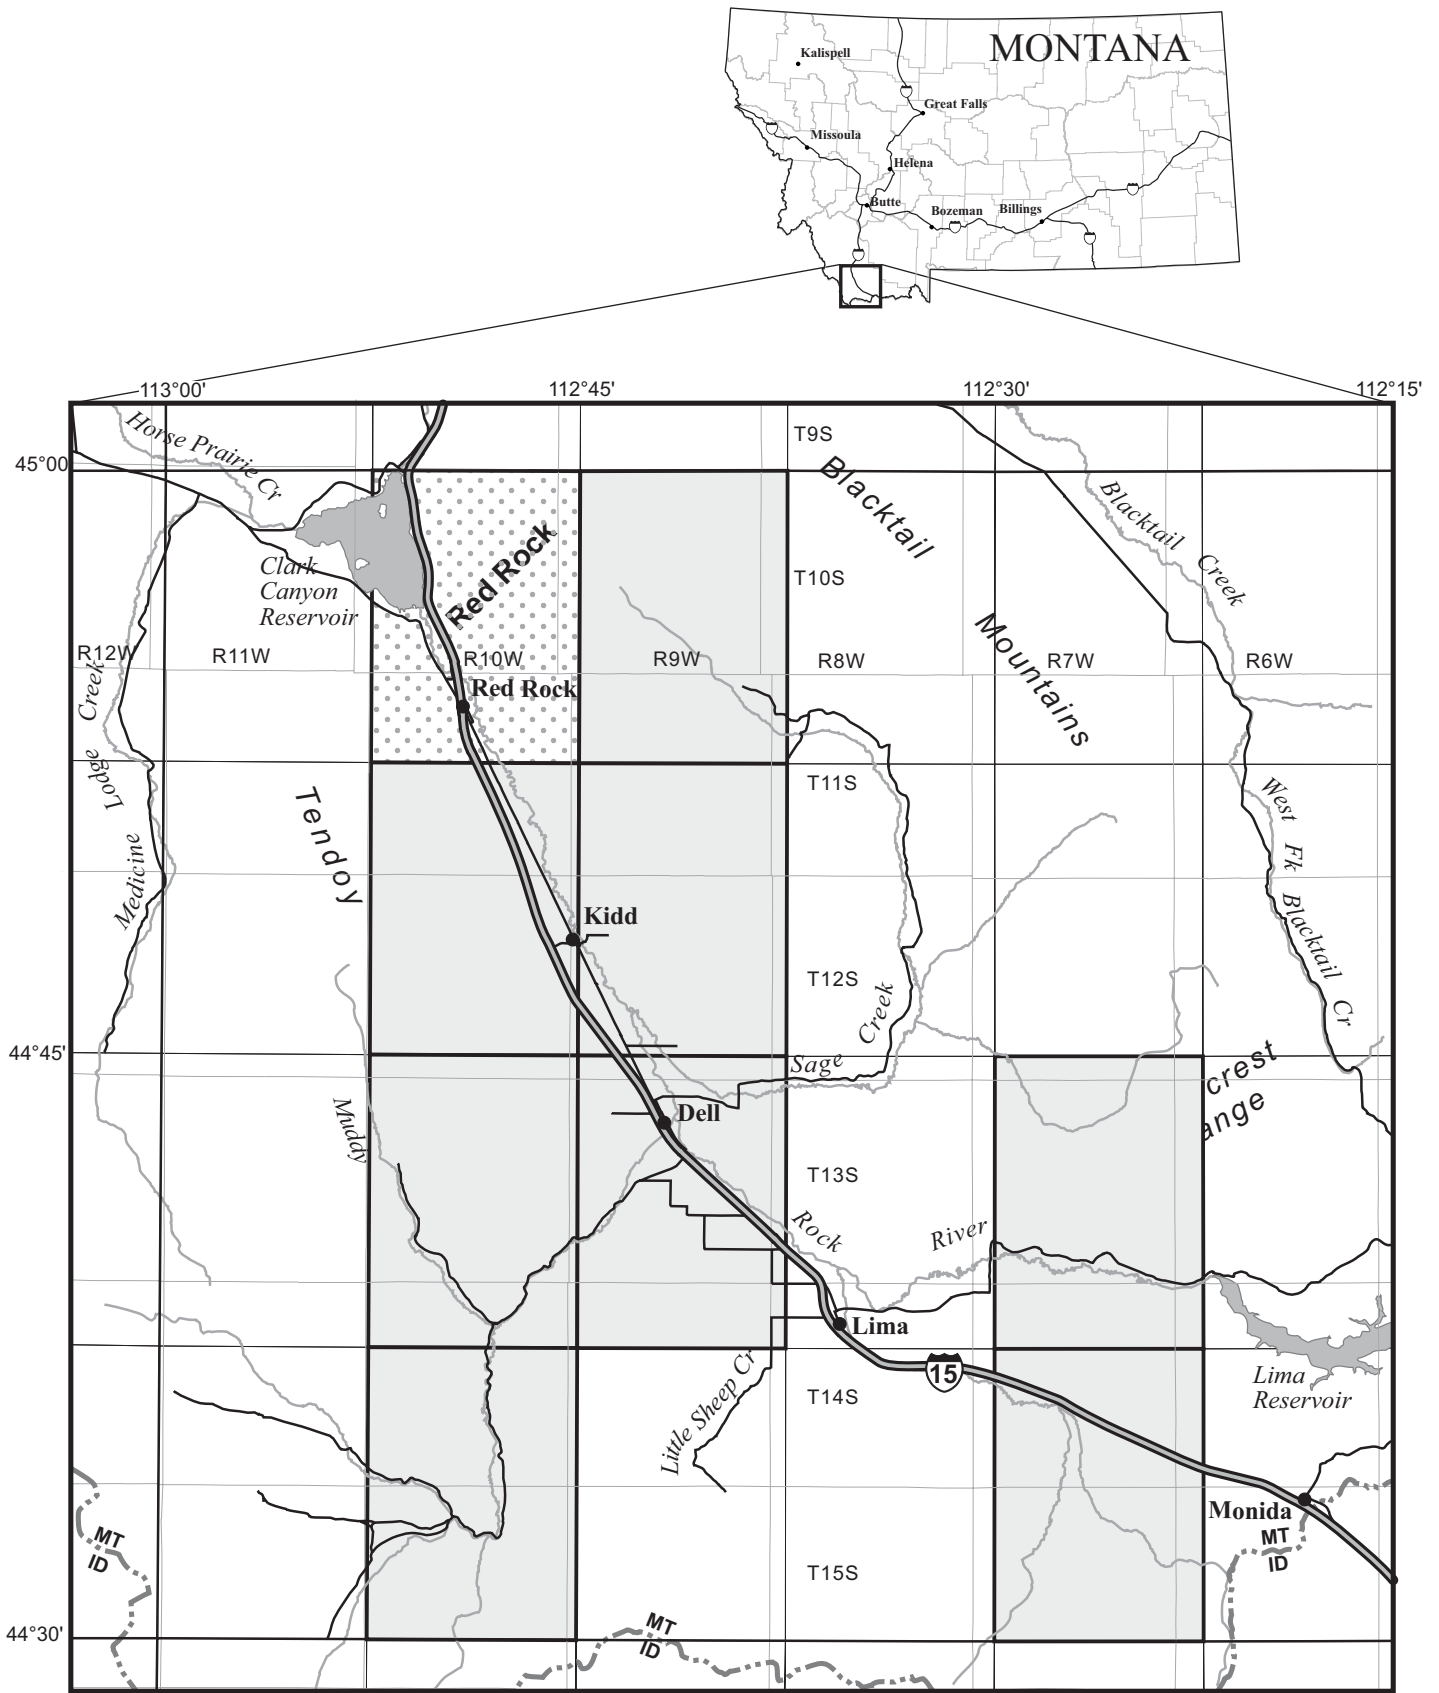 MONTANA
Kalispell
Great Falls
Missoula
Helena
Butte
Bozeman
Billings
113°00'
112°45'
112°30'
112°15'
45°00
44°45'
44°30'
Horse Prairie Cr
T9S
Blacktail
Mountains
Blacktail Creek
Clark
Canyon
Reservoir
Red Rock
T10S
R12W
R11W
R10W
R9W
R8W
R7W
R6W
Red Rock
Medicine Lodge Creek
Tendoy
T11S
West Fk Blacktail Cr
Kidd
T12S
Sage Creek
crest
ange
Muddy
Dell
T13S
Rock
River
Lima
15
Lima
Reservoir
Little Sheep Cr
T14S
Monida
MT
ID
MT
ID
T15S
MT
ID